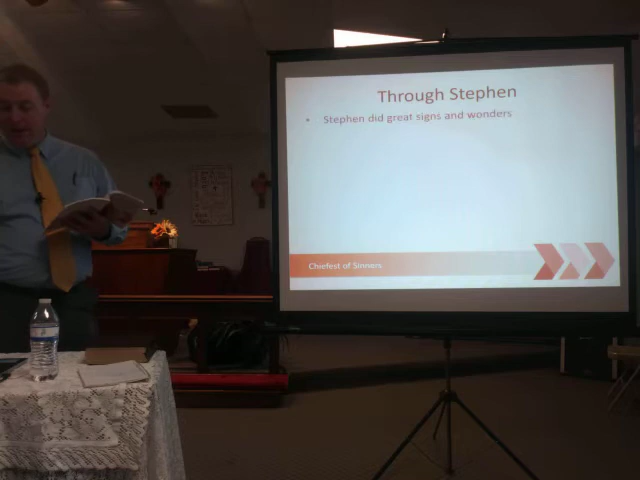 Through Stephen
• Stephen did great signs and wonders
Chiefest of Sinners